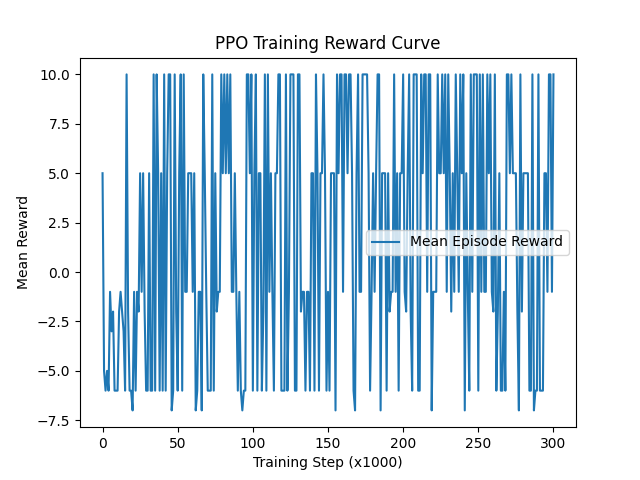 PPO Training Reward Curve
10.0
7.5
5.0
2.5
0.0
−2.5
−5.0
−7.5
Mean Reward
Mean Episode Reward
0 50 100 150 200 250 300
Training Step (x1000)